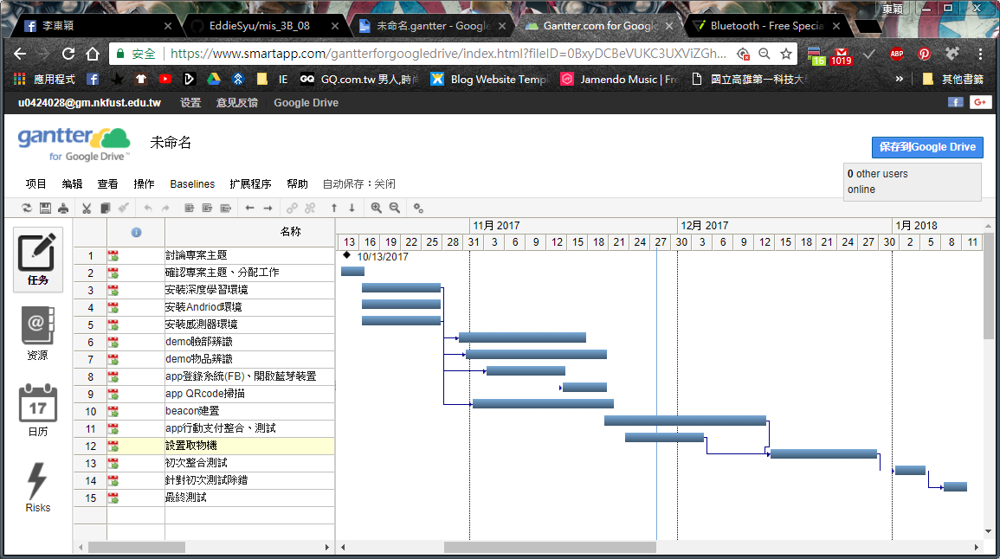 東穎
李東穎
EddieSyu/mis_3B_08
未命名.gantter - Google
Gantter.com for Google
Bluetooth - Free Specia
安全 https://www.smartapp.com/gantterforgoogledrive/index.html?fileID=0BxyDCBeVUKC3UXViZGh...
16
1019
ABP
應用程式
IE
GQ GQ.com.tw 男人,時尚
Blog Website Templ
Jamendo Music | Fre
國立高雄第一科技大
»
其他書籤
u0424028@gm.nkfust.edu.tw 设置 意见反馈 Google Drive
G+
gantter
for Google Drive™
未命名
保存到Google Drive
0 other users
online
项目 编辑 查看 操作 Baselines 扩展程序 帮助 自动保存：关闭
任务
资源
17
日历
Risks
名称
11月 2017 12月 2017 1月 2018
13 16 19 22 25 28 31 3 6 9 12 15 18 21 24 27 30 3 6 9 12 15 18 21 24 27 30 2 5 8 11
1 討論專案主題
10/13/2017
2 確認專案主題、分配工作
3 安裝深度學習環境
4 安裝Andriod環境
5 安裝感測器環境
6 demo臉部辨識
7 demo物品辨識
8 app登錄系統(FB)、開啟藍芽裝置
9 app QRcode掃描
10 beacon建置
11 app行動支付整合、測試
12 設置取物機
13 初次整合測試
14 針對初次測試除錯
15 最終測試